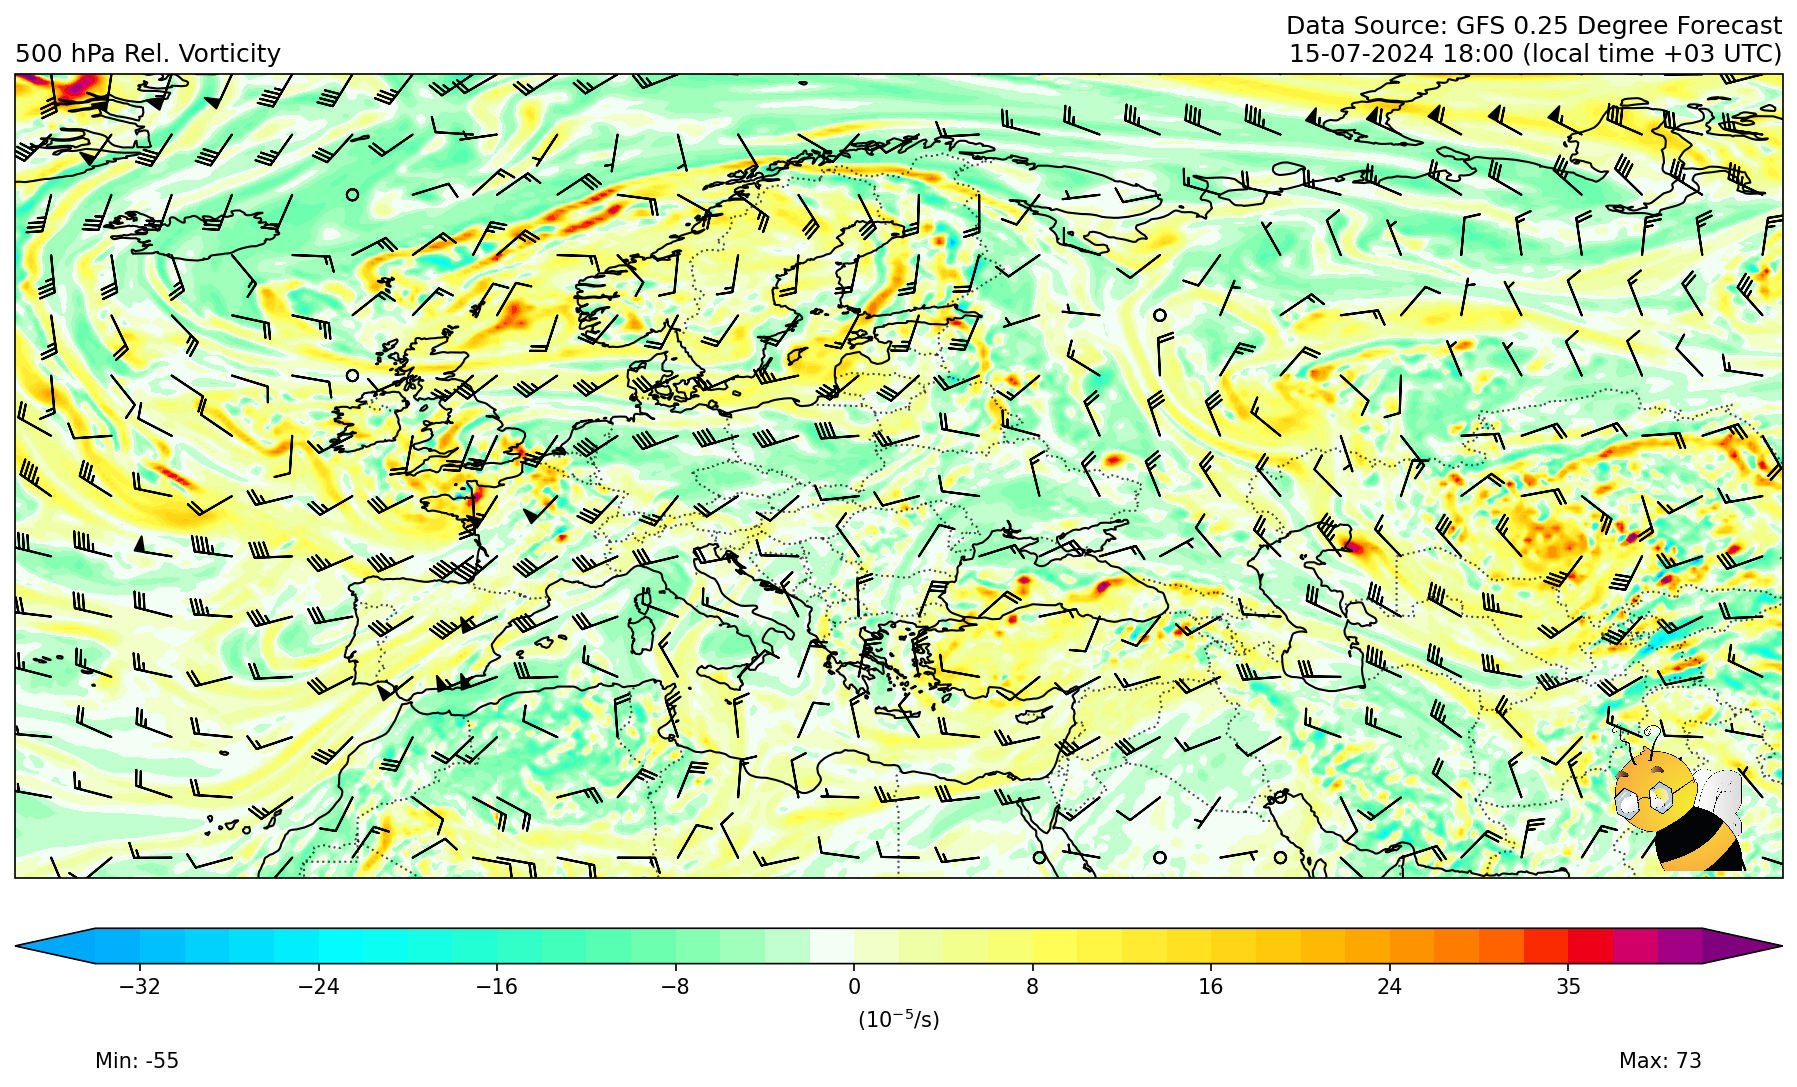 Data Source: GFS 0.25 Degree Forecast
500 hPa Rel. Vorticity
15-07-2024 18:00 (local time +03 UTC)
−32 −24 −16 −8 0 8 16 24 35
(10⁻⁵/s)
Min: -55
Max: 73